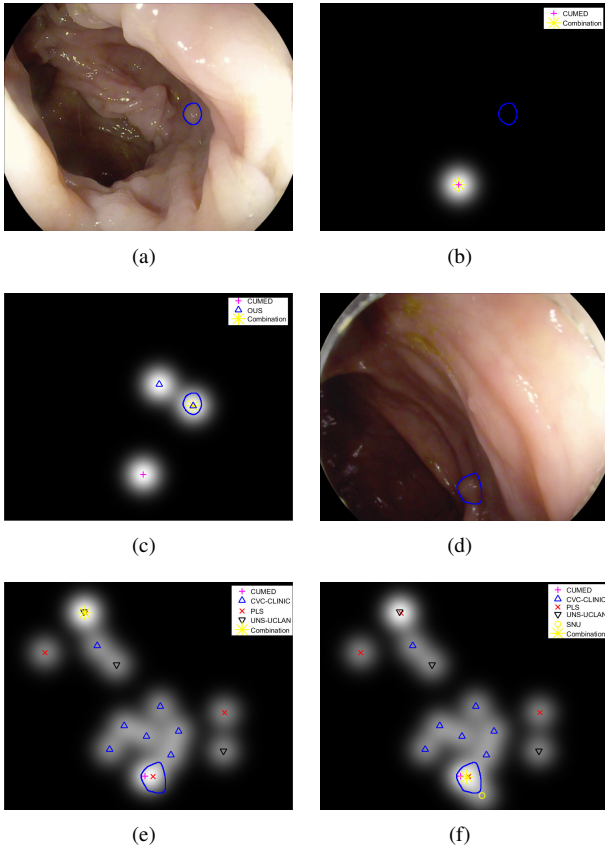 CUMED
Combination
(a)
(b)
CUMED
OUS
Combination
(c)
(d)
CUMED
CVC-CLINIC
PLS
UNS-UCLAN
Combination
CUMED
CVC-CLINIC
PLS
UNS-UCLAN
SNU
Combination
(e)
(f)